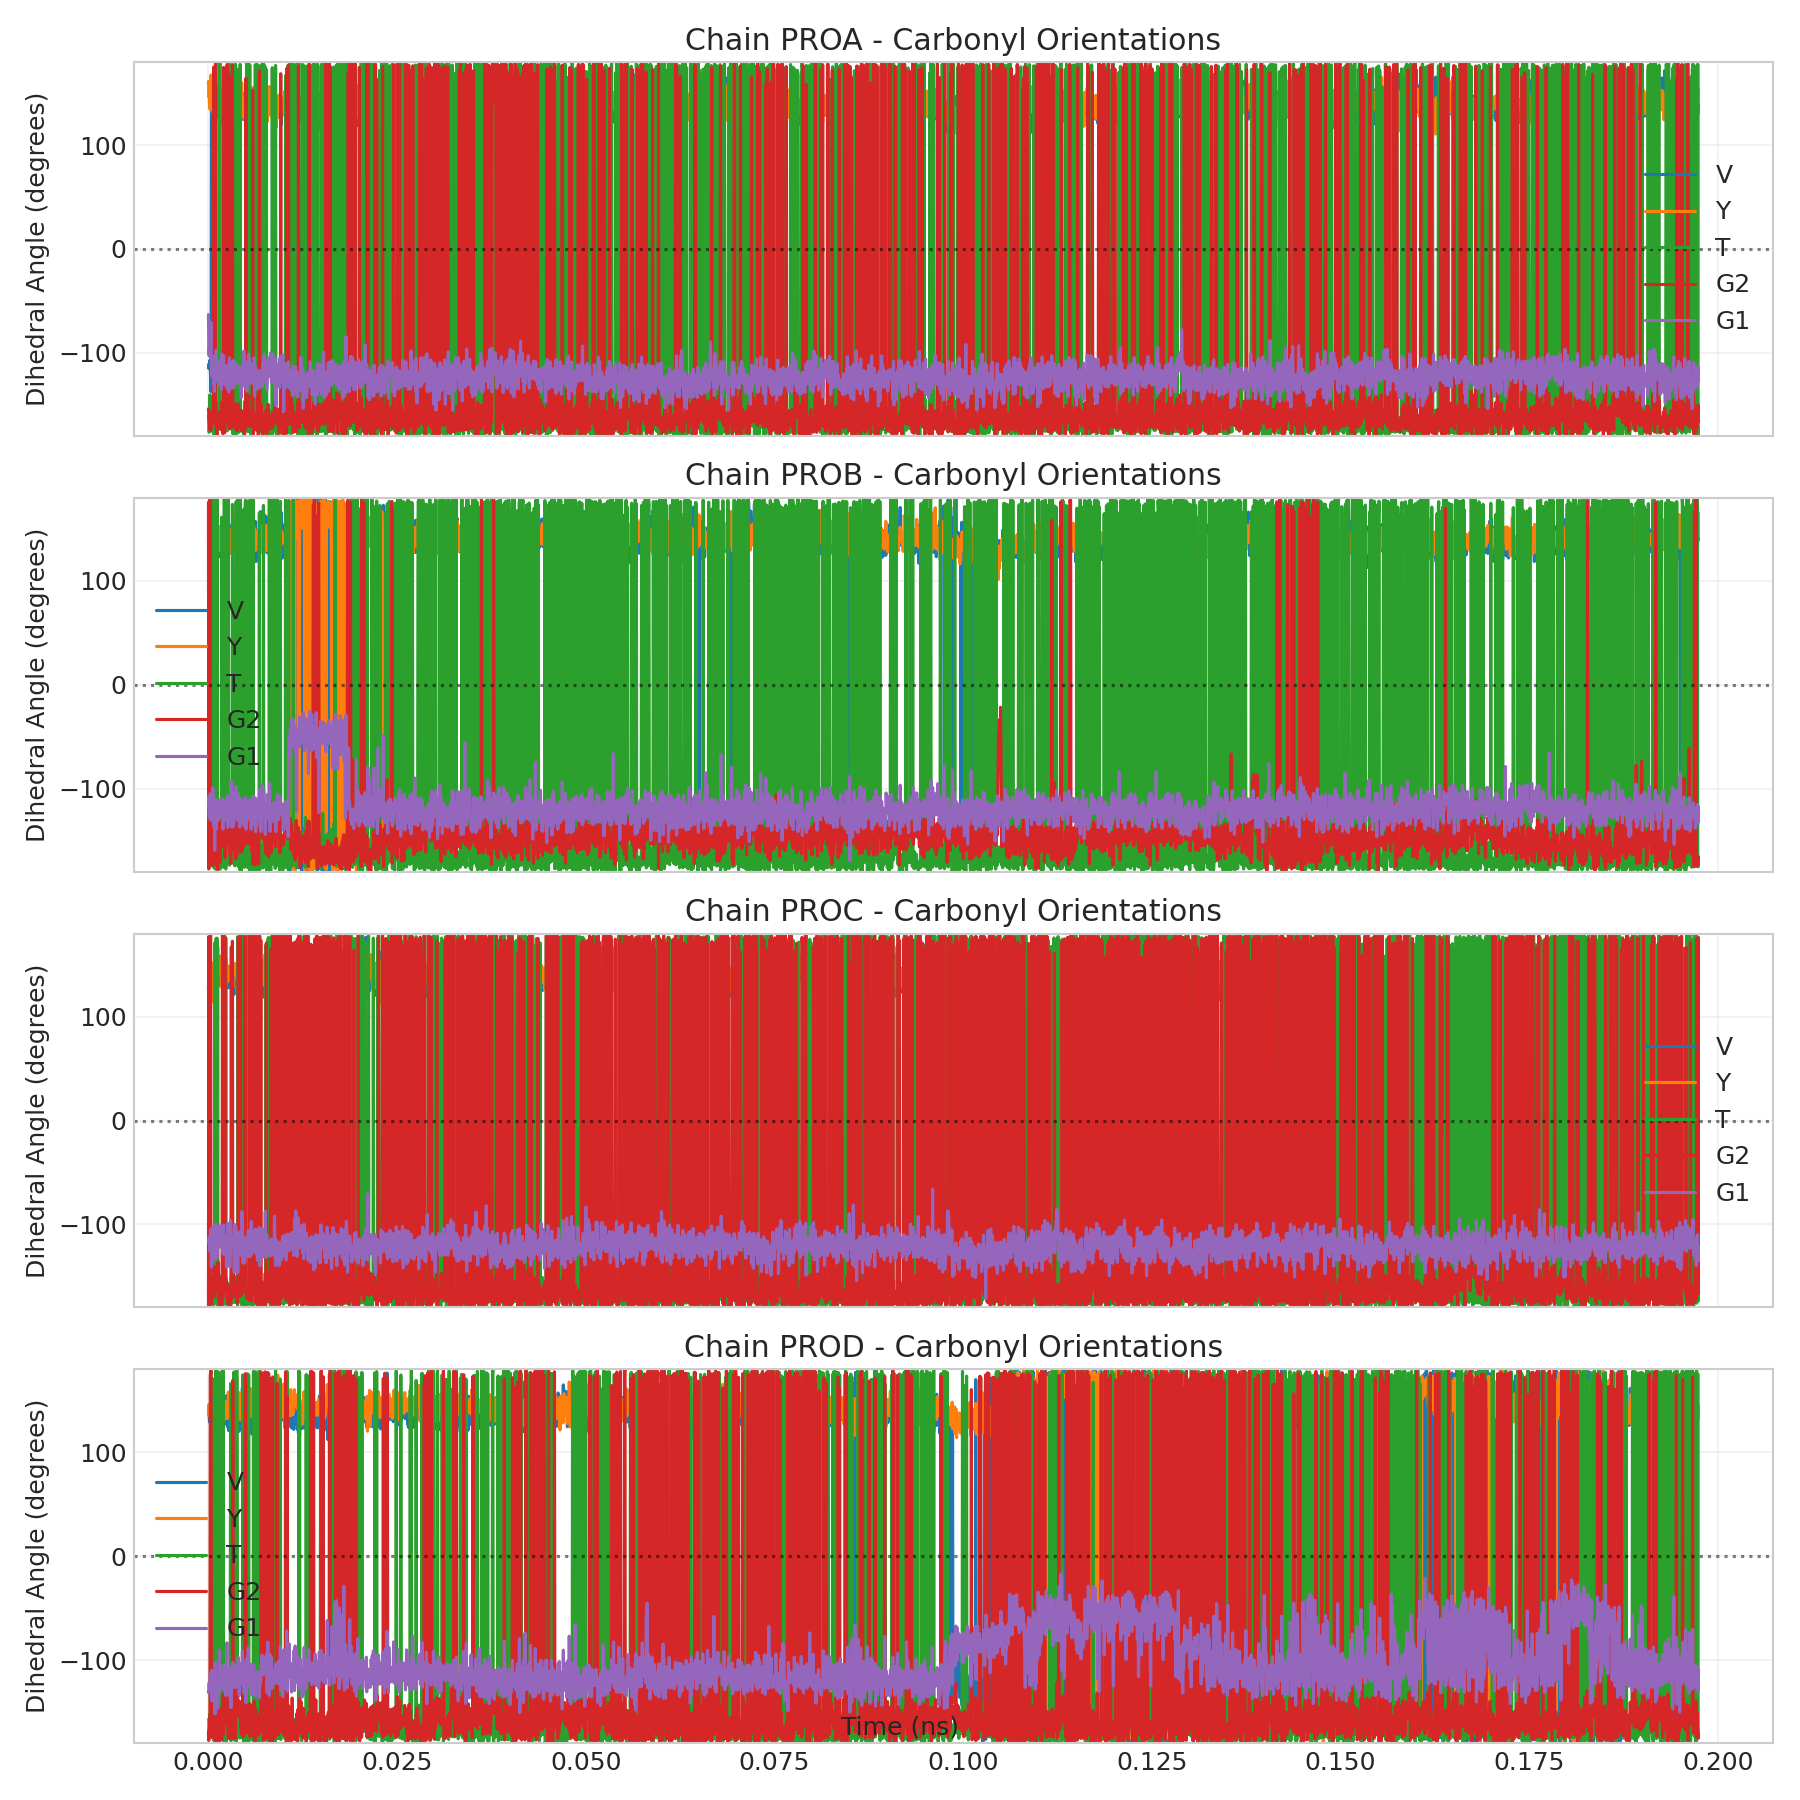 Chain PROA - Carbonyl Orientations
Dihedral Angle (degrees)
100
0
−100
V
Y
T
G2
G1
Chain PROB - Carbonyl Orientations
Dihedral Angle (degrees)
100
0
−100
V
Y
T
G2
G1
Chain PROC - Carbonyl Orientations
Dihedral Angle (degrees)
100
0
−100
V
Y
T
G2
G1
Chain PROD - Carbonyl Orientations
Dihedral Angle (degrees)
100
0
−100
V
Y
T
G2
G1
Time (ns)
0.000 0.025 0.050 0.075 0.100 0.125 0.150 0.175 0.200